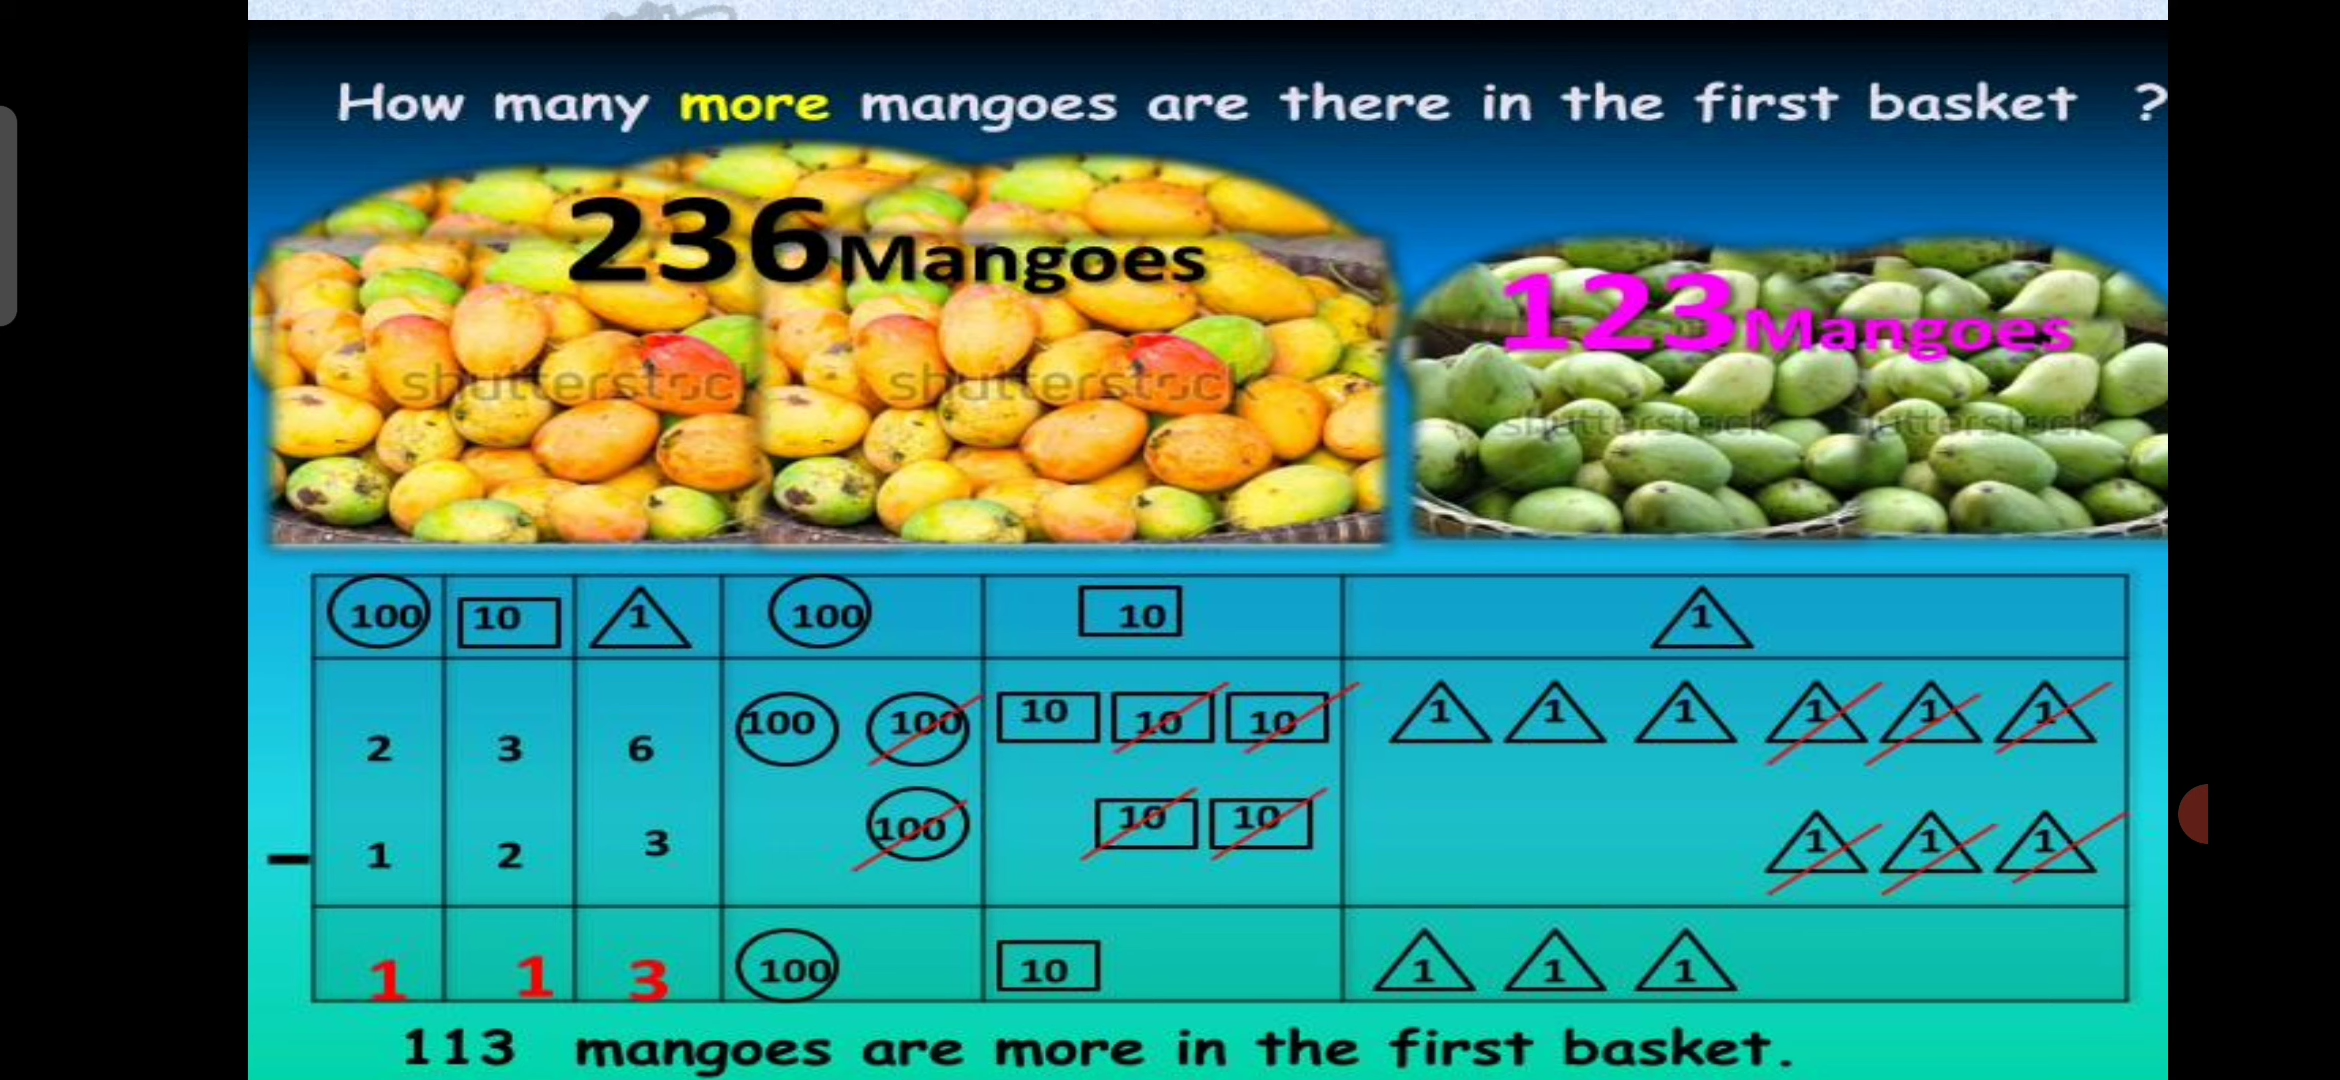 How many more mangoes are there in the first basket ?
236 Mangoes
123 Mangoes
shutterstock shutterstock
shutterstock shutterstock
100 10 1 100 10 1
2 3 6 100 100 10 10 10 1 1 1 1 1 1
- 1 2 3 100 10 10 1 1 1
1 1 3 100 10 1 1 1
113 mangoes are more in the first basket.